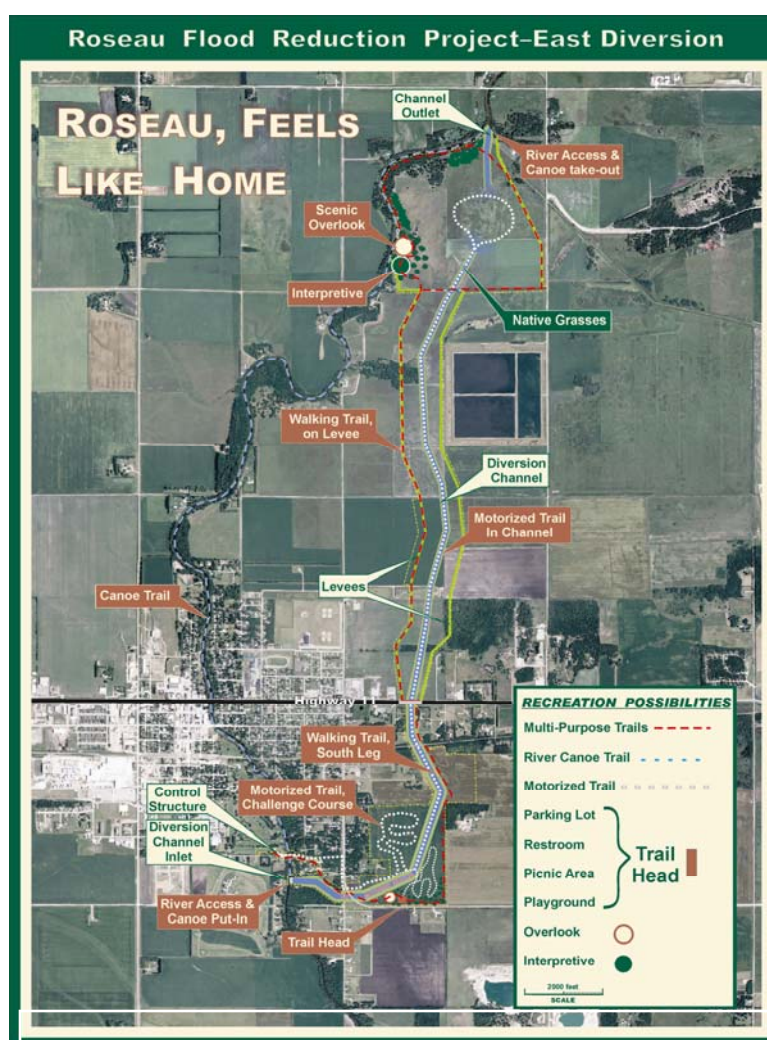 Roseau Flood Reduction Project–East Diversion
ROSEAU, FEELS
LIKE HOME
Channel
Outlet
River Access &
Canoe take-out
Scenic
Overlook
Interpretive
Native Grasses
Walking Trail,
on Levee
Diversion
Channel
Motorized Trail
In Channel
Levees
Canoe Trail
Highway 11
Walking Trail,
South Leg
Motorized Trail,
Challenge Course
Control
Structure
Diversion
Channel
Inlet
River Access &
Canoe Put-In
Trail Head
RECREATION POSSIBILITIES
Multi-Purpose Trails
River Canoe Trail
Motorized Trail
Parking Lot
Restroom
Picnic Area
Playground
Trail
Head
Overlook
Interpretive
2000 feet
SCALE